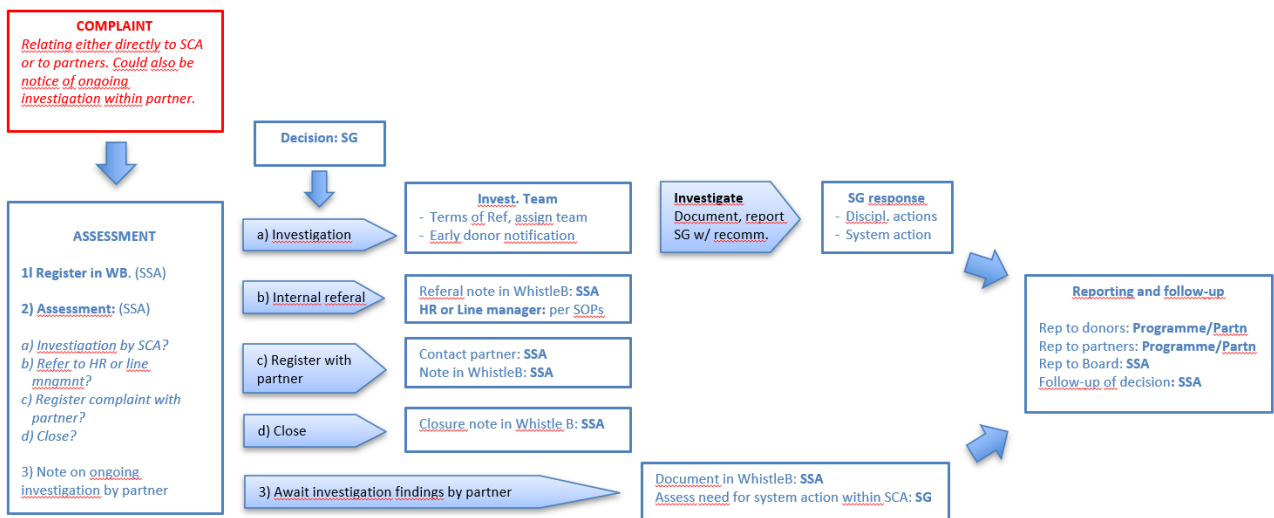 COMPLAINT
Relating either directly to SCA
or to partners. Could also be
notice of ongoing
investigation within partner.
ASSESSMENT
1l Register in WB. (SSA)
2) Assessment: (SSA)
a) Investigation by SCA?
b) Refer to HR or line
mngmnt?
c) Register complaint with
partner?
d) Close?
3) Note on ongoing
investigation by partner
Decision: SG
a) Investigation
Invest. Team
- Terms of Ref, assign team
- Early donor notification
Investigate
Document, report
SG w/ recomm.
SG response
- Discipl. actions
- System action
b) Internal referal
Referal note in WhistleB: SSA
HR or Line manager: per SOPs
c) Register with
partner
Contact partner: SSA
Note in WhistleB: SSA
d) Close
Closure note in Whistle B: SSA
3) Await investigation findings by partner
Document in WhistleB: SSA
Assess need for system action within SCA: SG
Reporting and follow-up
Rep to donors: Programme/Partn
Rep to partners: Programme/Partn
Rep to Board: SSA
Follow-up of decision: SSA